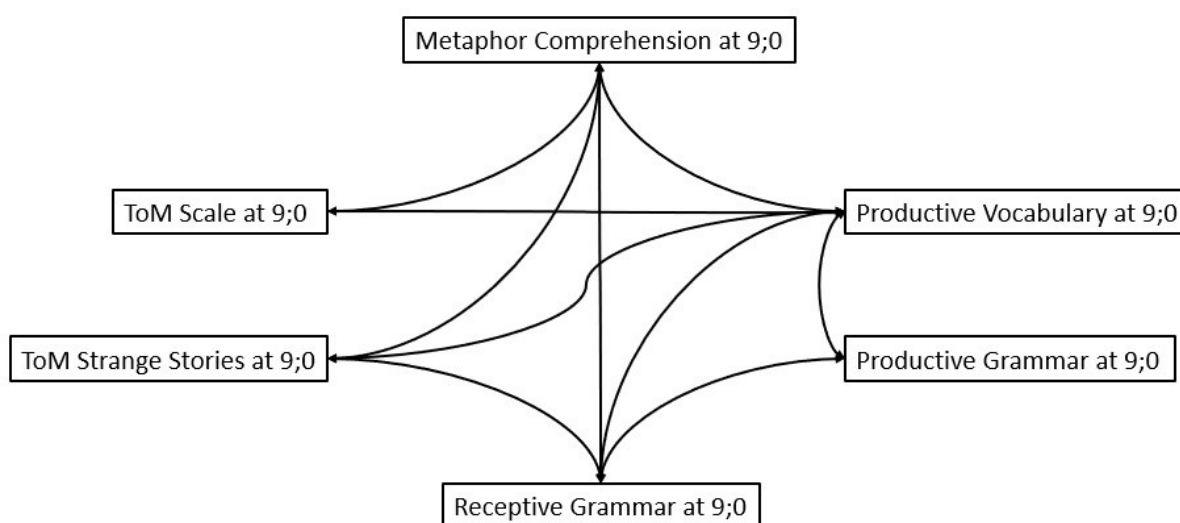 Metaphor Comprehension at 9;0
ToM Scale at 9;0
Productive Vocabulary at 9;0
ToM Strange Stories at 9;0
Productive Grammar at 9;0
Receptive Grammar at 9;0